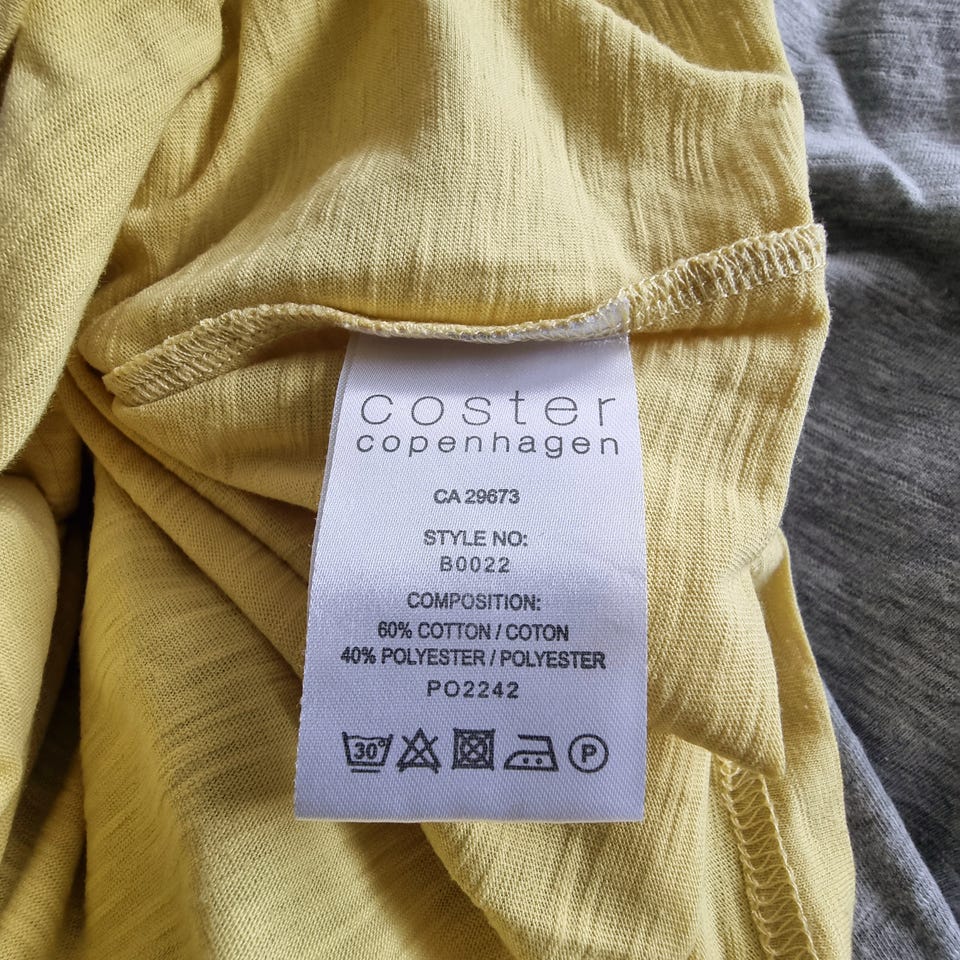 coster
copenhagen
CA 29673
STYLE NO:
B0022
COMPOSITION:
60% COTTON / COTON
40% POLYESTER / POLYESTER
PO2242
30° P